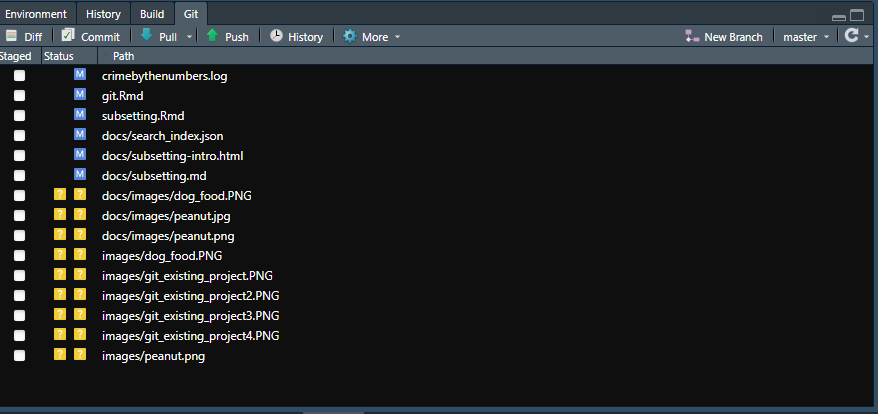 Environment History Build Git
Diff Commit Pull Push History More New Branch master
Staged Status Path
M crimebythenumbers.log
M git.Rmd
M subsetting.Rmd
M docs/search_index.json
M docs/subsetting-intro.html
M docs/subsetting.md
? ? docs/images/dog_food.PNG
? ? docs/images/peanut.jpg
? ? docs/images/peanut.png
? ? images/dog_food.PNG
? ? images/git_existing_project.PNG
? ? images/git_existing_project2.PNG
? ? images/git_existing_project3.PNG
? ? images/git_existing_project4.PNG
? ? images/peanut.png